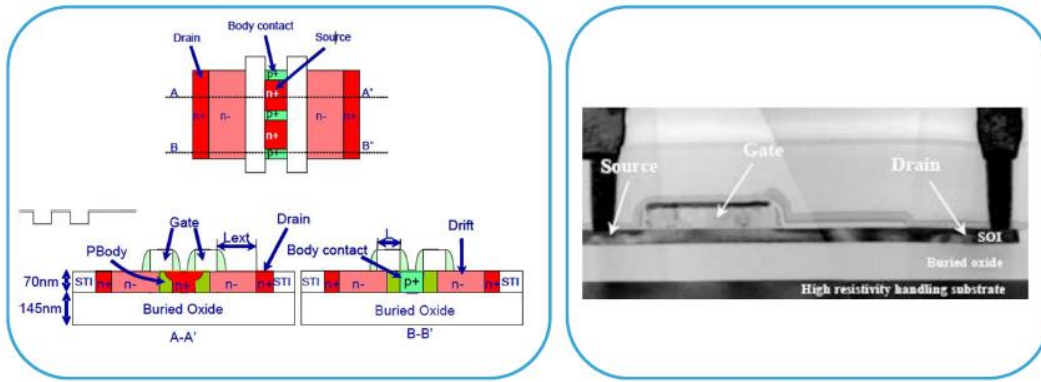 Body contact
Drain
Source
p+
A
n+
A'
n+
n-
p+
n-
n+
n+
B
p+
B'
Gate
Lext
Drain
L
Drift
PBody
Body contact
70nm
STI
n+
n-
n+
n-
n+
STI
STI
n+
n-
p+
n-
n+
STI
145nm
Buried Oxide
Buried Oxide
A-A'
B-B'
Source
Gate
Drain
SOI
Buried oxide
High resistivity handling substrate